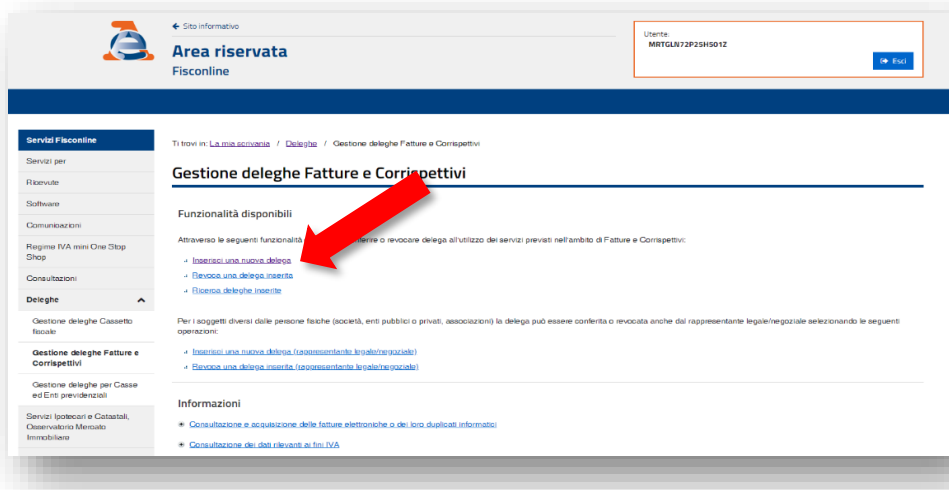 Sito informativo
Area riservata
Fisconline
Utente:
MRTGLN72P25H501Z
Esci
Servizi Fisconline
Servizi per
Ricevute
Software
Comunicazioni
Regime IVA mini One Stop
Shop
Consultazioni
Deleghe
Gestione deleghe Cassetto
fiscale
Gestione deleghe Fatture e
Corrispettivi
Gestione deleghe per Casse
ed Enti previdenziali
Servizi Ipotecari e Catastali,
Osservatorio Mercato
Immobiliare
Ti trovi in: La mia scrivania / Deleghe / Gestione deleghe Fatture e Corrispettivi
Gestione deleghe Fatture e Corrispettivi
Funzionalità disponibili
Attraverso le seguenti funzionalità o revocare delega all'utilizzo dei servizi previsti nell'ambito di Fatture e Corrispettivi:
Inserisci una nuova delega
Revoca una delega inserita
Ricerca deleghe inserite
Per i soggetti diversi dalle persone fisiche (società, enti pubblici o privati, associazioni) la delega può essere conferita o revocata anche dal rappresentante legale/negoziale selezionando le seguenti
operazioni:
Inserisci una nuova delega (rappresentante legale/negoziale)
Revoca una delega inserita (rappresentante legale/negoziale)
Informazioni
Consultazione e acquisizione delle fatture elettroniche o dei loro duplicati informatici
Consultazione dei dati rilevanti ai fini IVA